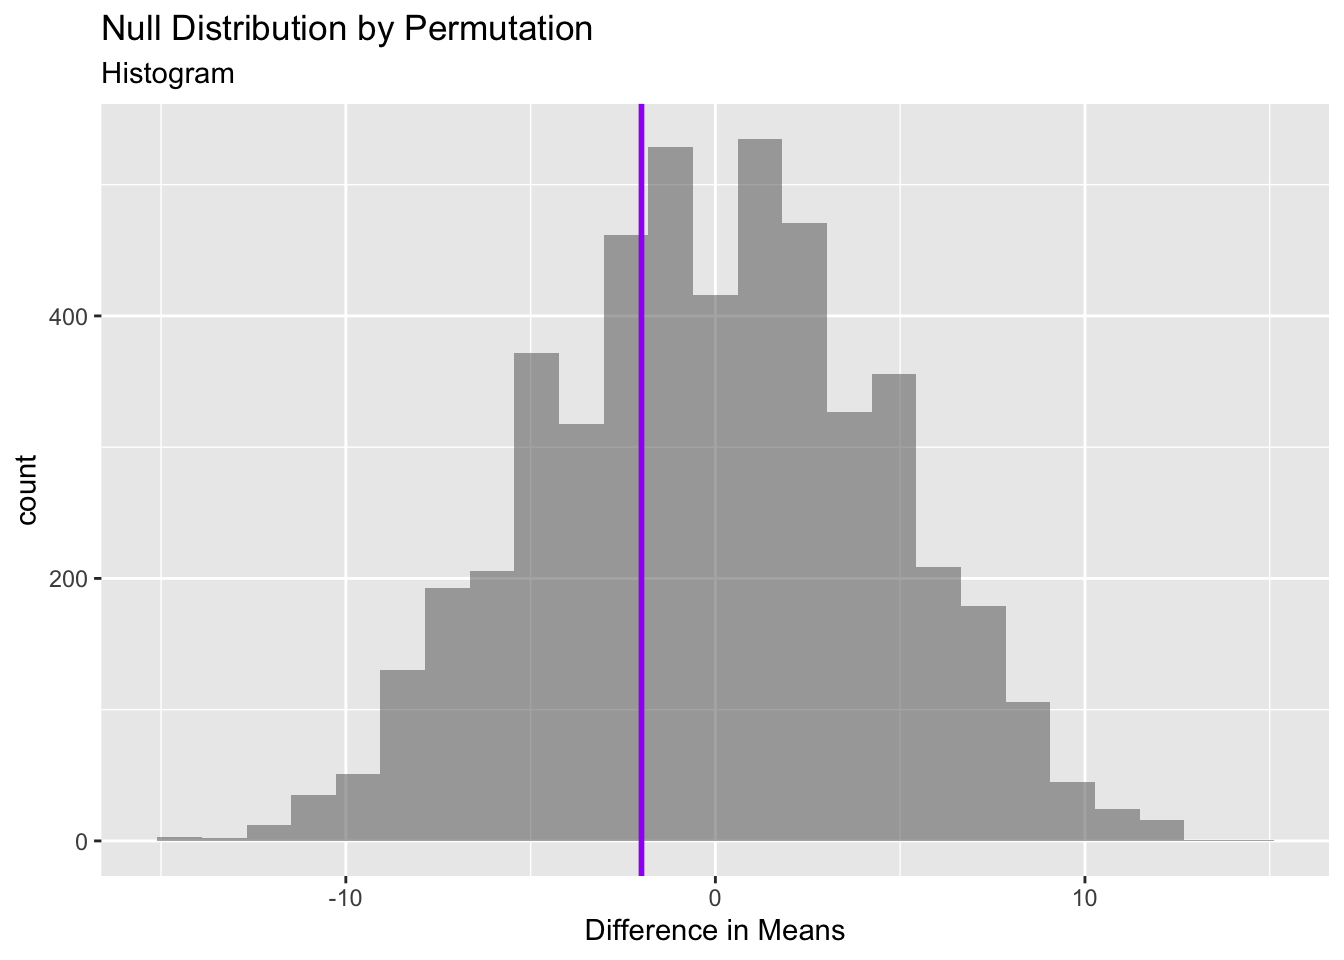 Null Distribution by Permutation
Histogram
count
400
200
0
-10 0 10
Difference in Means